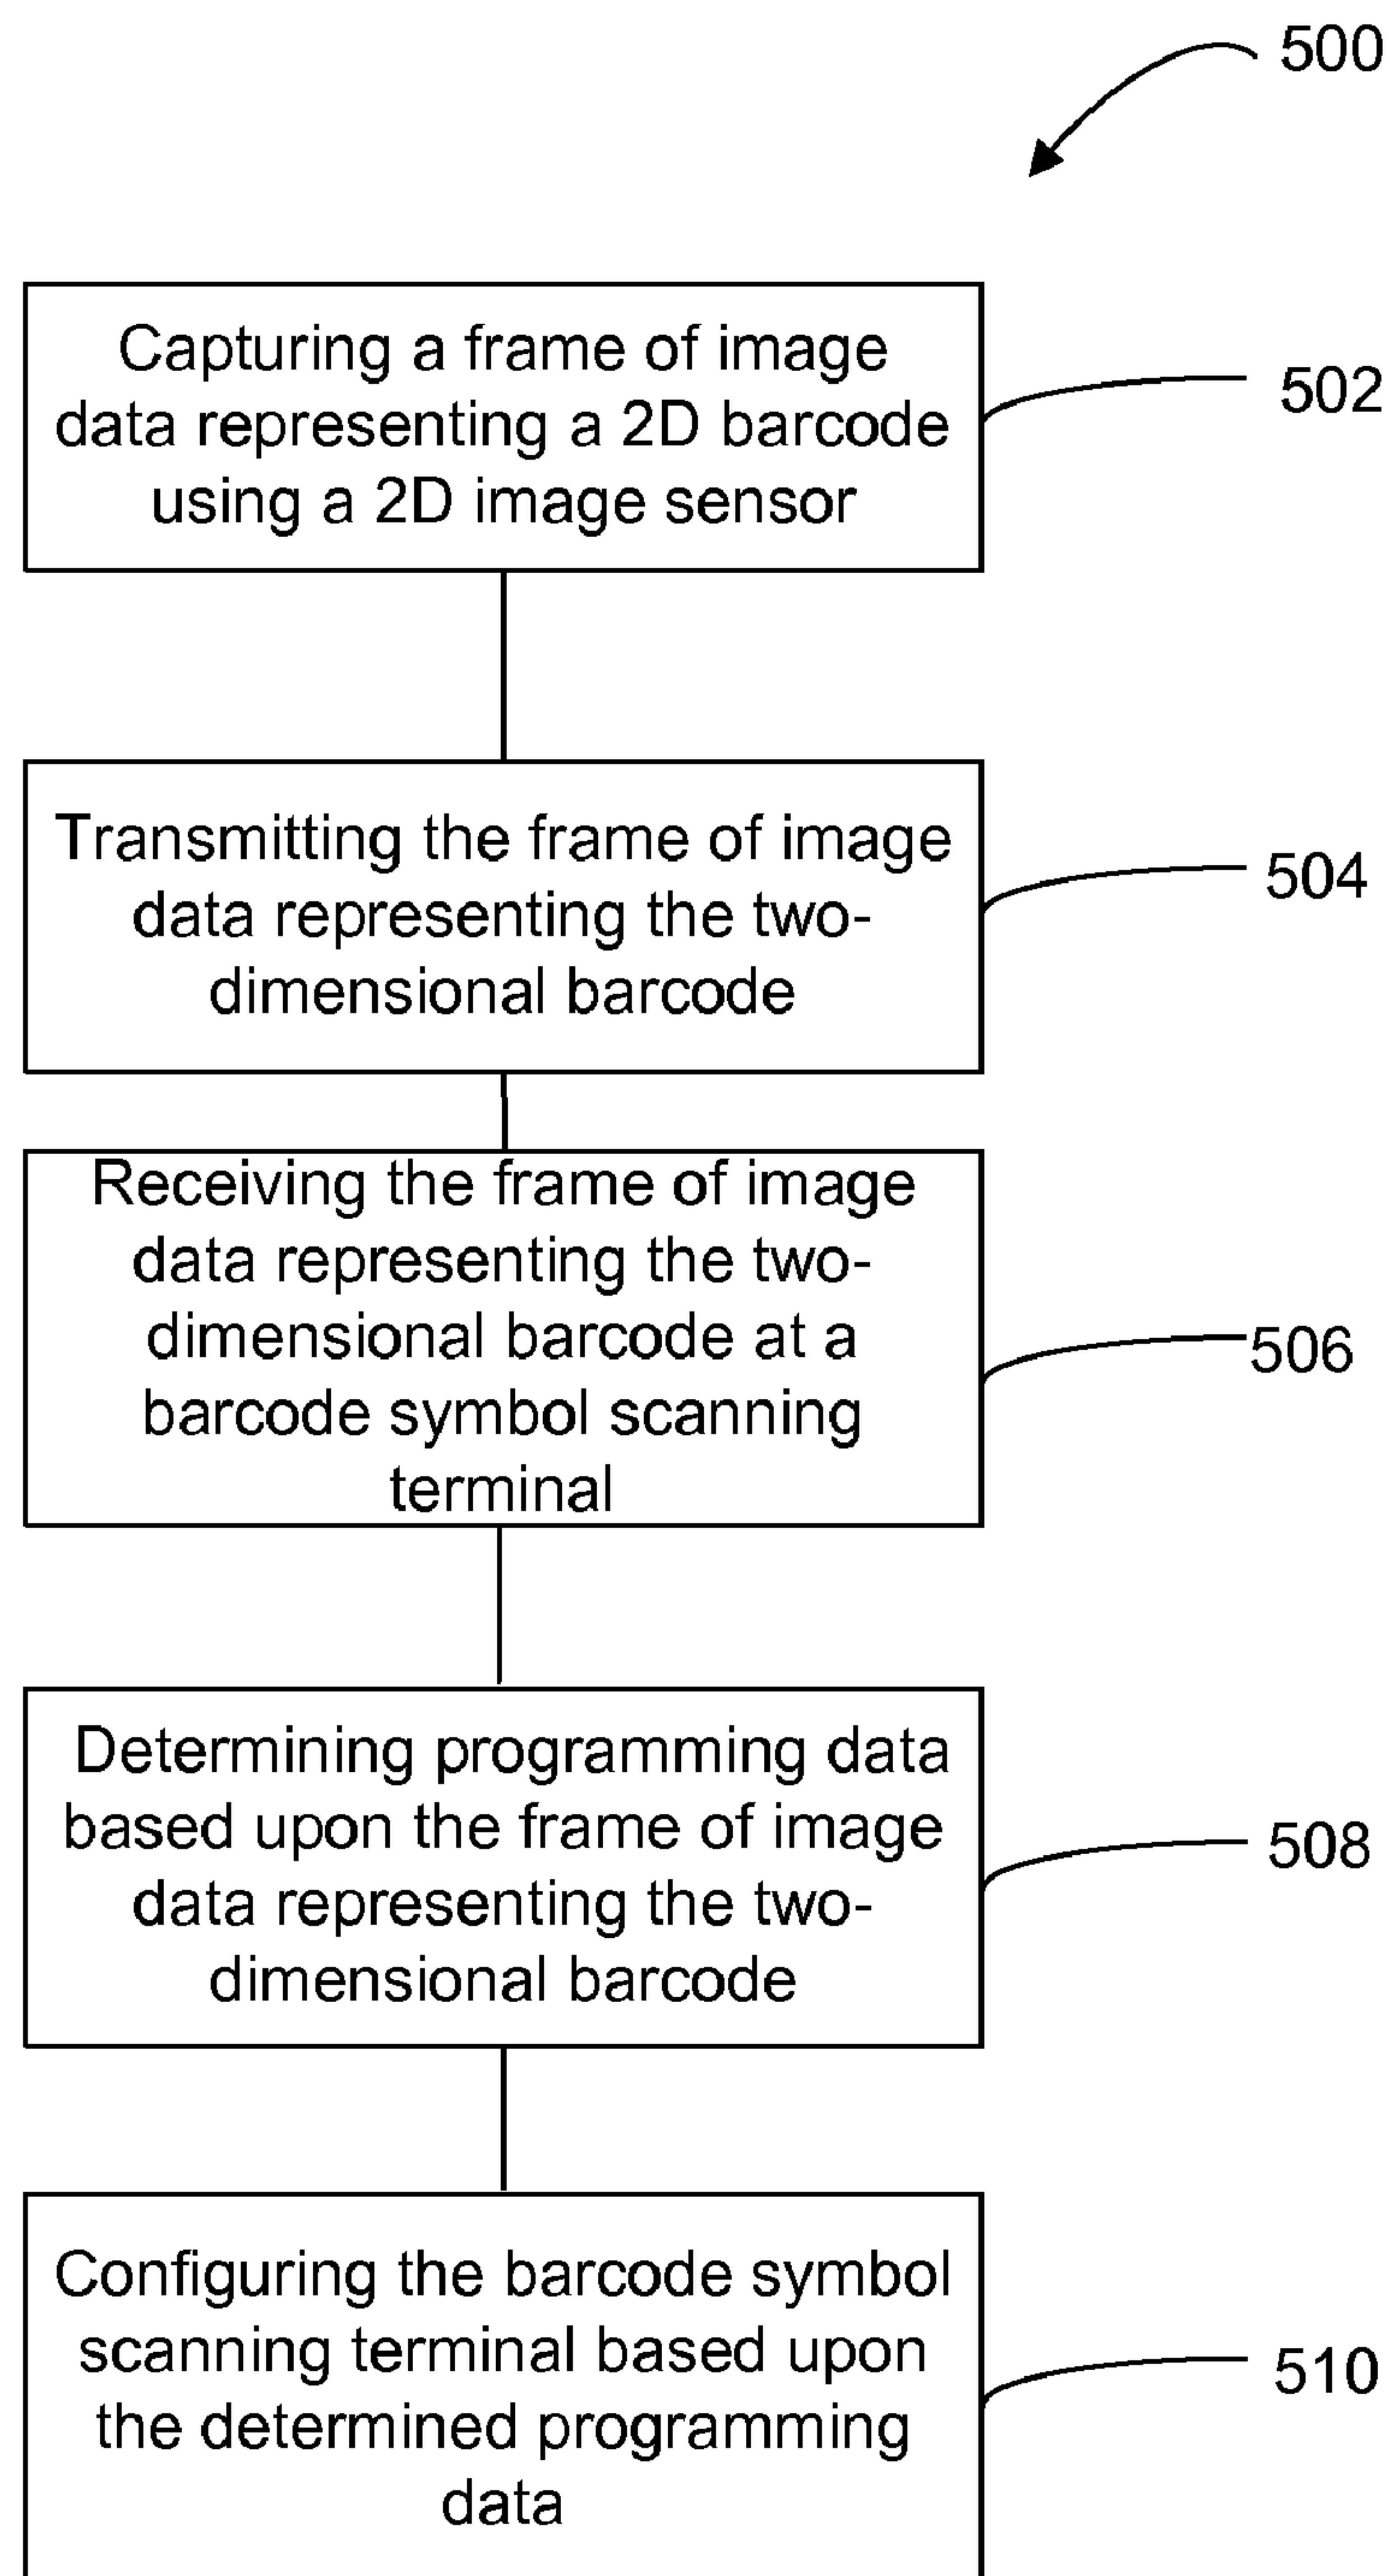 500
Capturing a frame of image
data representing a 2D barcode
using a 2D image sensor
502
Transmitting the frame of image
data representing the two-
dimensional barcode
504
Receiving the frame of image
data representing the two-
dimensional barcode at a
barcode symbol scanning
terminal
506
Determining programming data
based upon the frame of image
data representing the two-
dimensional barcode
508
Configuring the barcode symbol
scanning terminal based upon
the determined programming
data
510